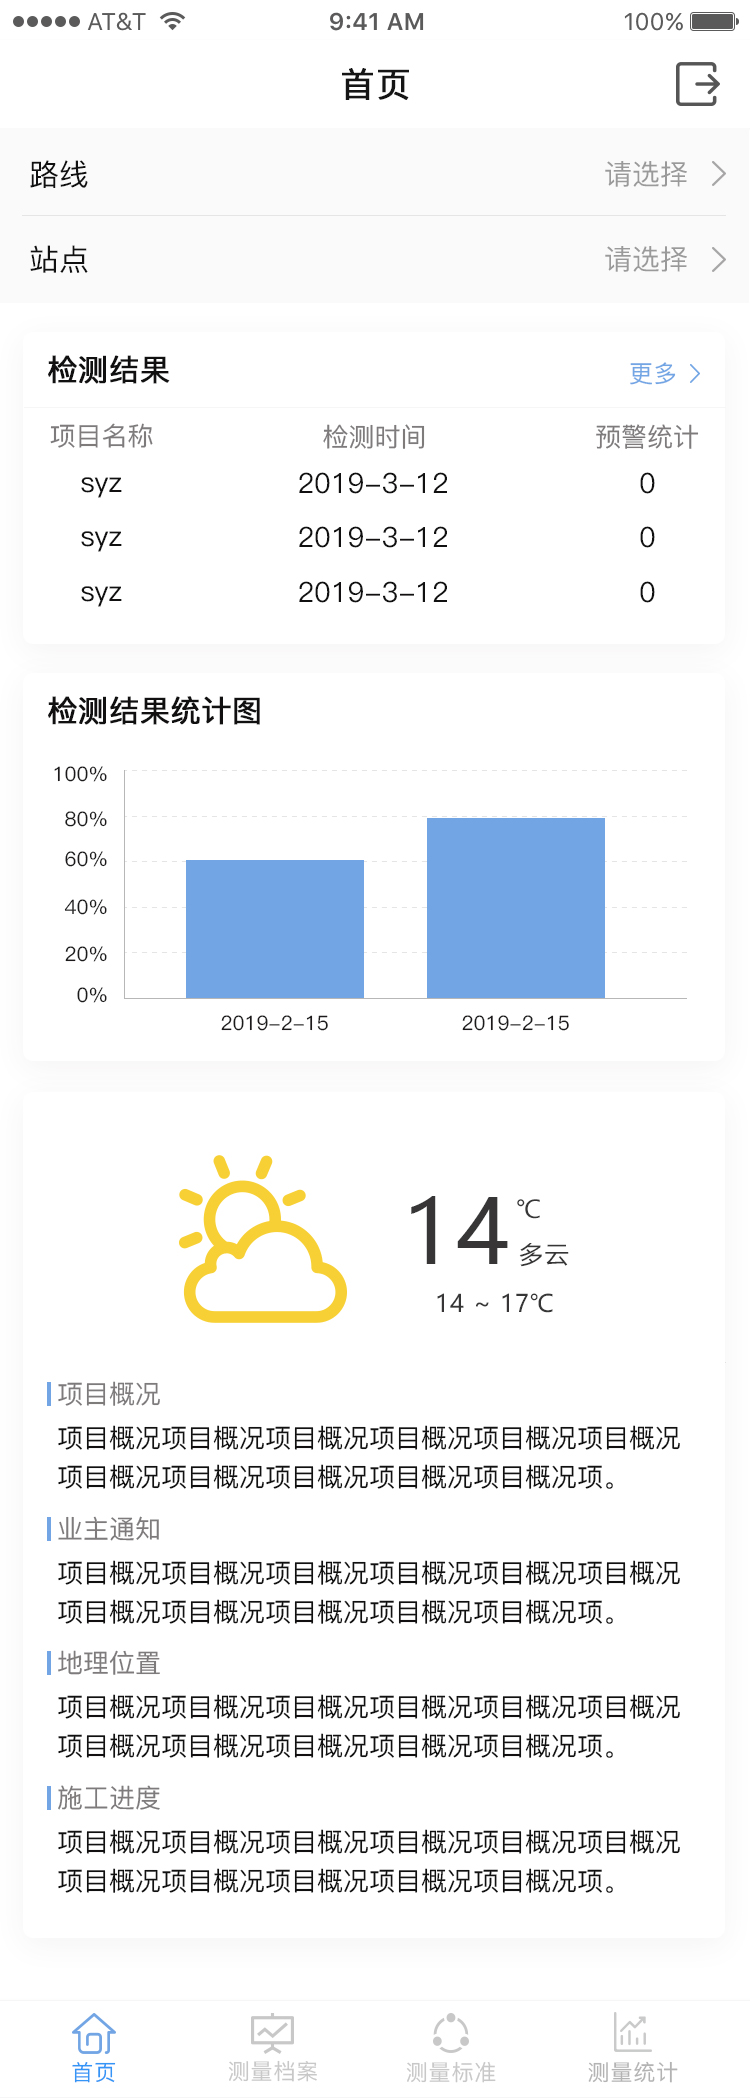 AT&T 9:41 AM 100%
首页
路线 请选择
站点 请选择
检测结果 更多
项目名称 检测时间 预警统计
syz 2019-3-12 0
syz 2019-3-12 0
syz 2019-3-12 0
检测结果统计图
100%
80%
60%
40%
20%
0%
2019-2-15 2019-2-15
14 ℃
多云
14 ~ 17℃
项目概况
项目概况项目概况项目概况项目概况项目概况项目概况
项目概况项目概况项目概况项目概况项目概况项。
业主通知
项目概况项目概况项目概况项目概况项目概况项目概况
项目概况项目概况项目概况项目概况项目概况项。
地理位置
项目概况项目概况项目概况项目概况项目概况项目概况
项目概况项目概况项目概况项目概况项目概况项。
施工进度
项目概况项目概况项目概况项目概况项目概况项目概况
项目概况项目概况项目概况项目概况项目概况项。
首页 测量档案 测量标准 测量统计